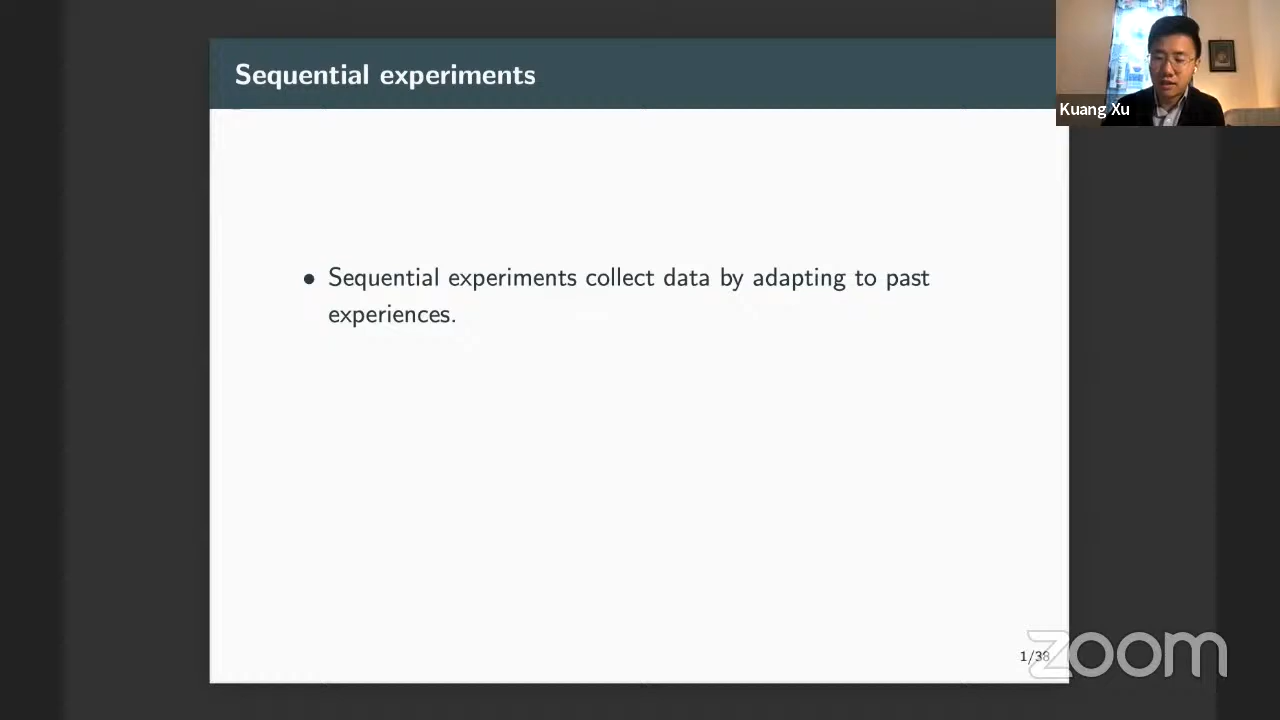 Sequential experiments
Kuang Xu
• Sequential experiments collect data by adapting to past
experiences.
1/38
zoom